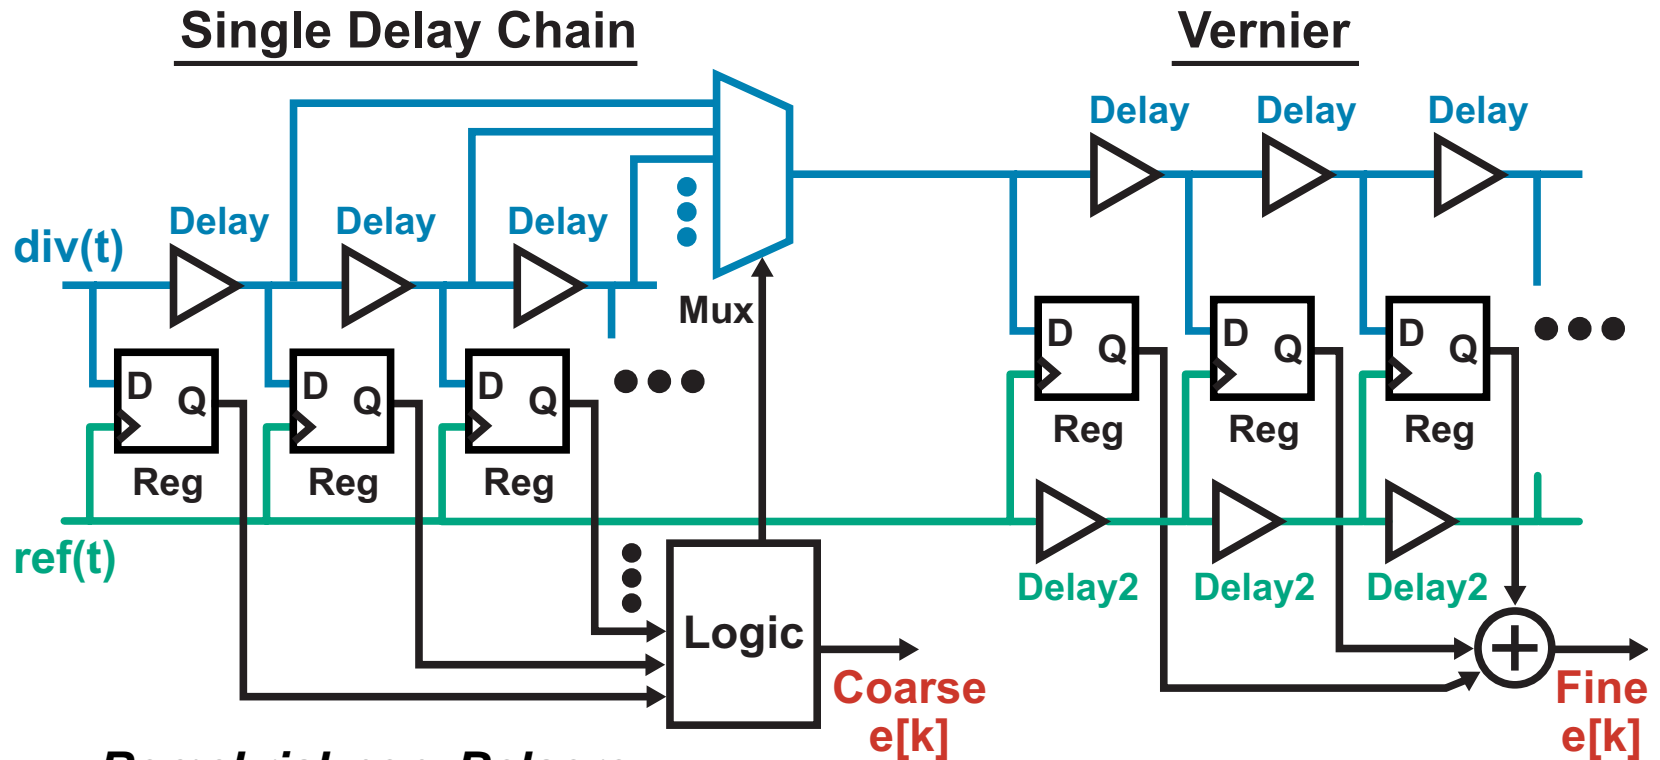 Single Delay Chain
Vernier
Delay
Delay
Delay
Delay
Delay
Delay
div(t)
Mux
D
Q
Reg
D
Q
Reg
D
Q
Reg
D
Q
Reg
D
Q
Reg
D
Q
Reg
ref(t)
Delay2
Delay2
Delay2
Logic
Coarse
e[k]
Fine
e[k]